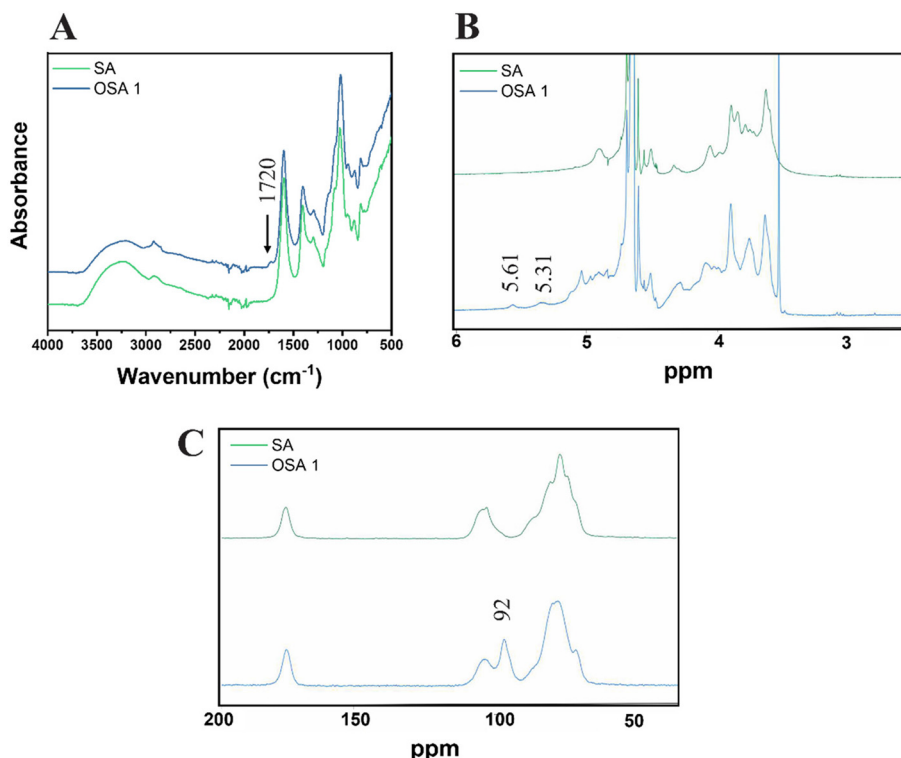 A
SA
OSA 1
1720
Absorbance
4000 3500 3000 2500 2000 1500 1000 500
Wavenumber (cm-1)
B
SA
OSA 1
5.61
5.31
6 5 4 3
ppm
C
SA
OSA 1
92
200 150 100 50
ppm